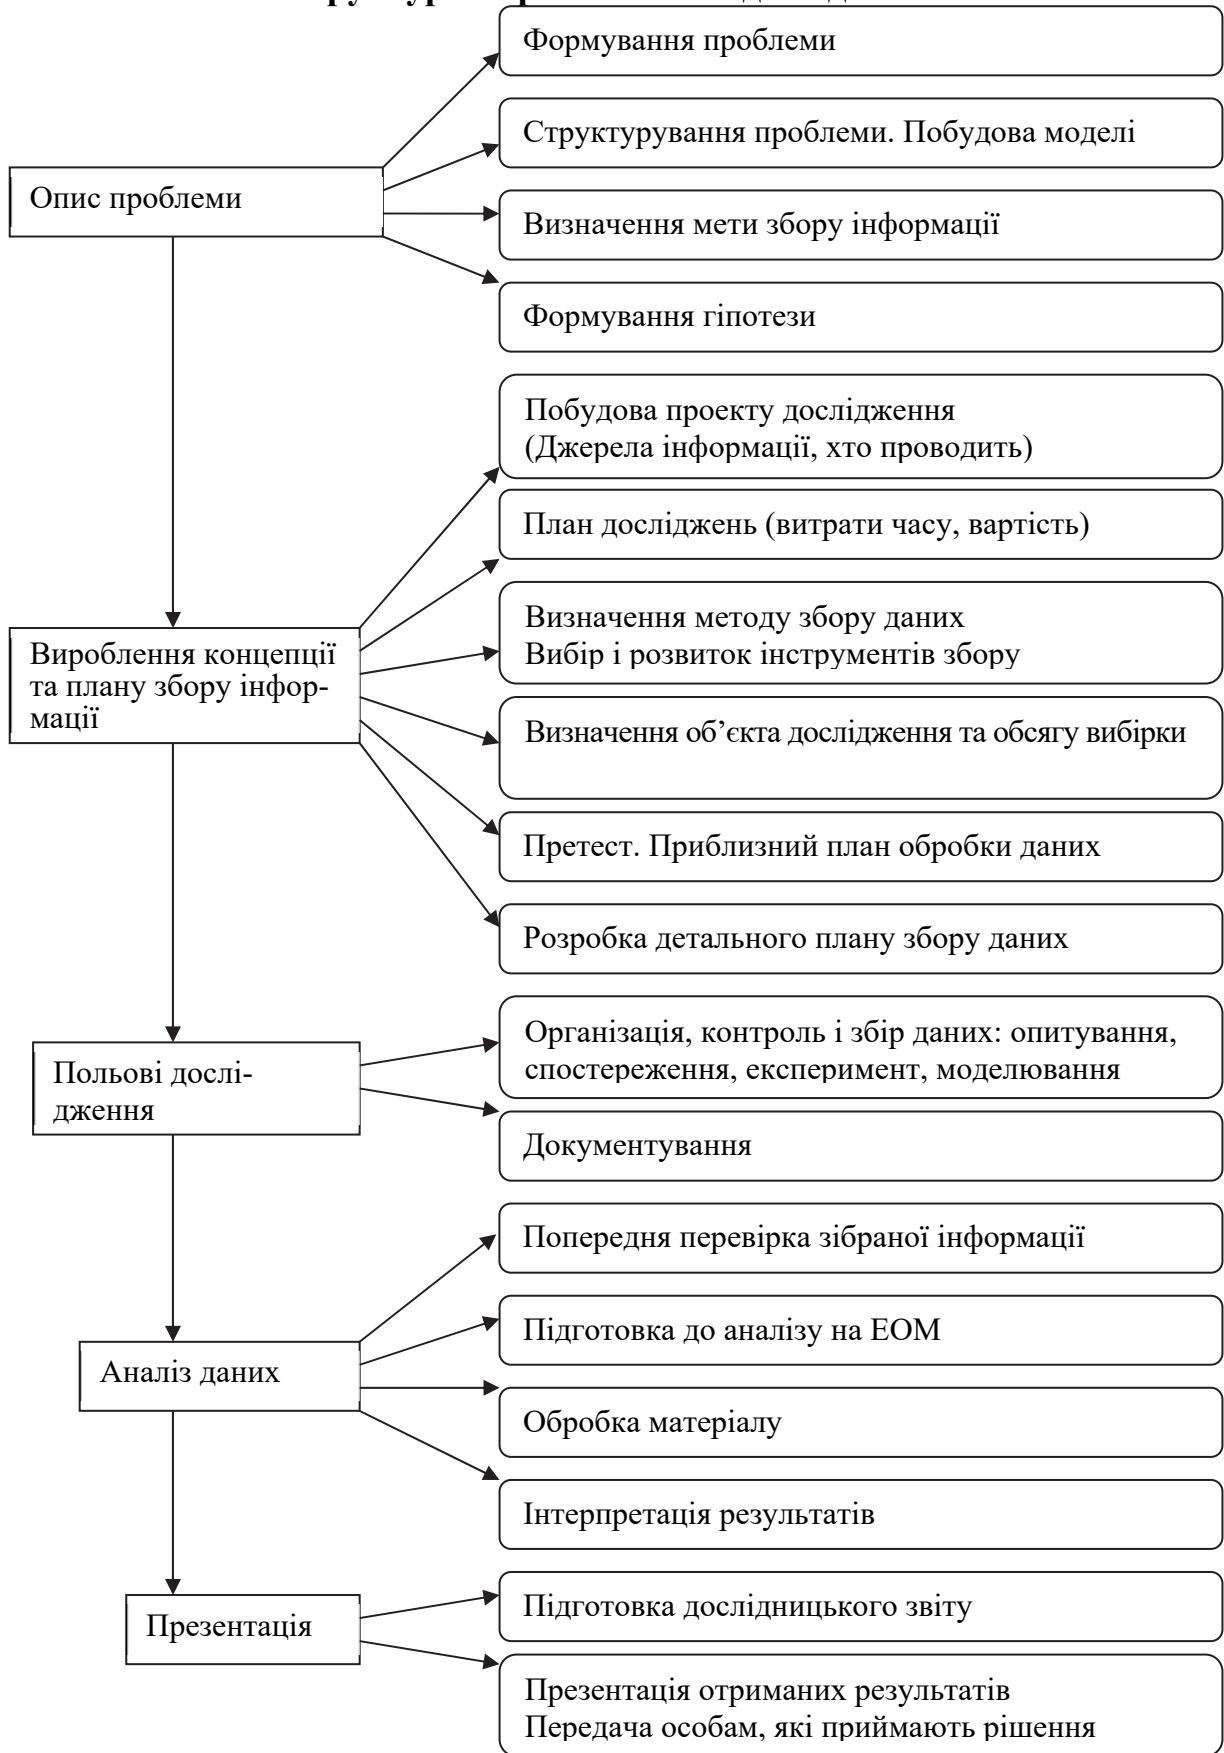 Формування проблеми
Структурування проблеми. Побудова моделі
Опис проблеми
Визначення мети збору інформації
Формування гіпотези
Побудова проекту дослідження
(Джерела інформації, хто проводить)
План досліджень (витрати часу, вартість)
Визначення методу збору даних
Вибір і розвиток інструментів збору
Вироблення концепції
та плану збору інфор-
мації
Визначення об’єкта дослідження та обсягу вибірки
Претест. Приблизний план обробки даних
Розробка детального плану збору даних
Організація, контроль і збір даних: опитування,
спостереження, експеримент, моделювання
Польові дослі-
дження
Документування
Попередня перевірка зібраної інформації
Підготовка до аналізу на ЕОМ
Аналіз даних
Обробка матеріалу
Інтерпретація результатів
Підготовка дослідницького звіту
Презентація
Презентація отриманих результатів
Передача особам, які приймають рішення